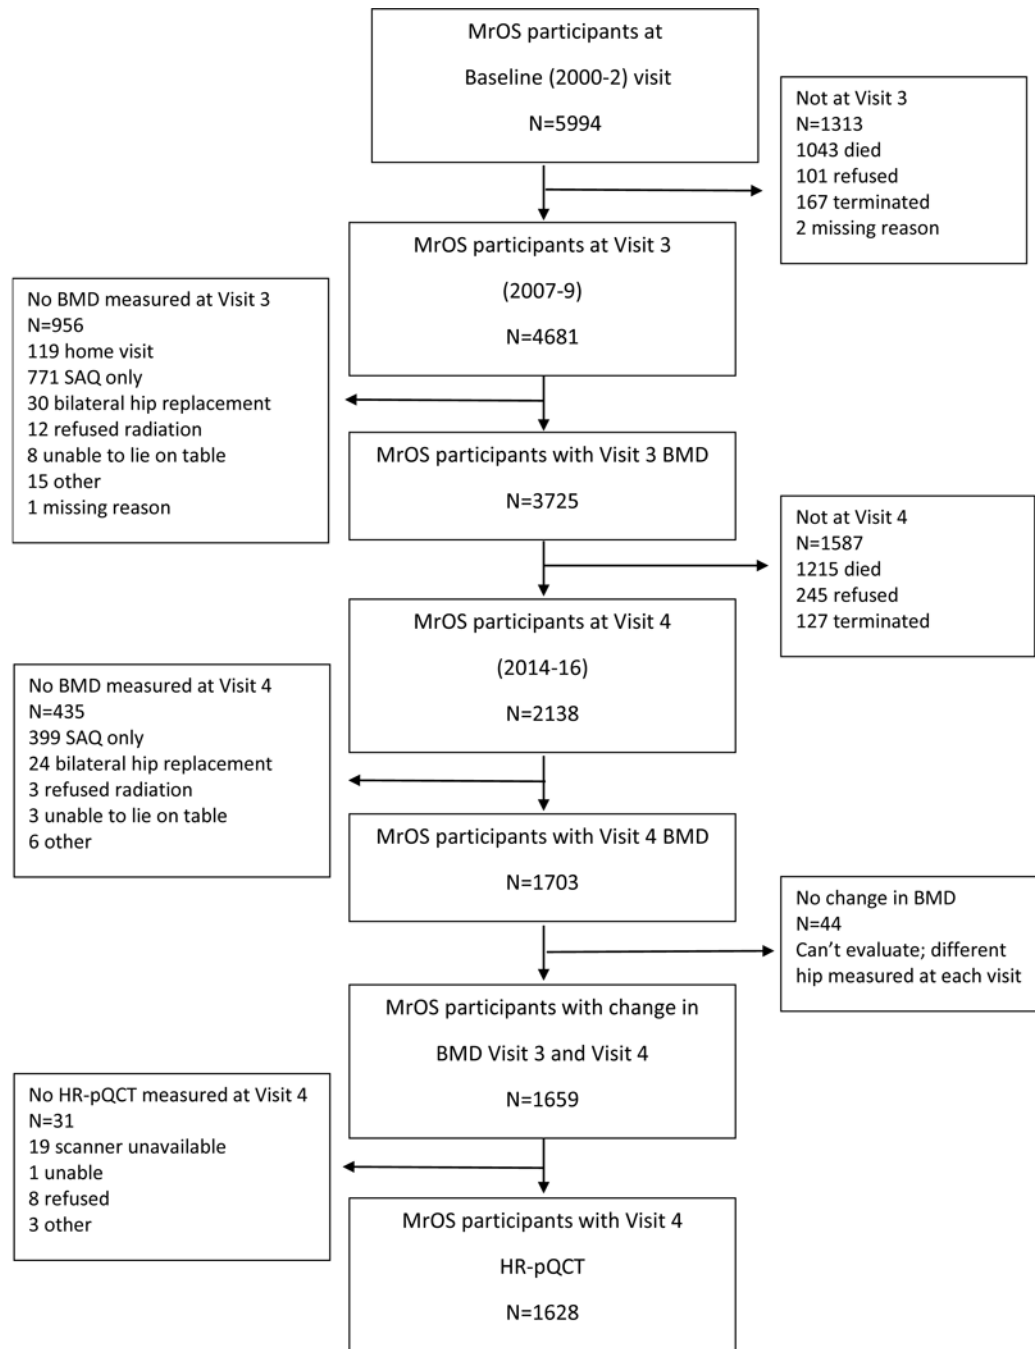 MrOS participants at
Baseline (2000-2) visit
N=5994
Not at Visit 3
N=1313
1043 died
101 refused
167 terminated
2 missing reason
MrOS participants at Visit 3
(2007-9)
N=4681
No BMD measured at Visit 3
N=956
119 home visit
771 SAQ only
30 bilateral hip replacement
12 refused radiation
8 unable to lie on table
15 other
1 missing reason
MrOS participants with Visit 3 BMD
N=3725
Not at Visit 4
N=1587
1215 died
245 refused
127 terminated
MrOS participants at Visit 4
(2014-16)
N=2138
No BMD measured at Visit 4
N=435
399 SAQ only
24 bilateral hip replacement
3 refused radiation
3 unable to lie on table
6 other
MrOS participants with Visit 4 BMD
N=1703
No change in BMD
N=44
Can't evaluate; different
hip measured at each visit
MrOS participants with change in
BMD Visit 3 and Visit 4
N=1659
No HR-pQCT measured at Visit 4
N=31
19 scanner unavailable
1 unable
8 refused
3 other
MrOS participants with Visit 4
HR-pQCT
N=1628